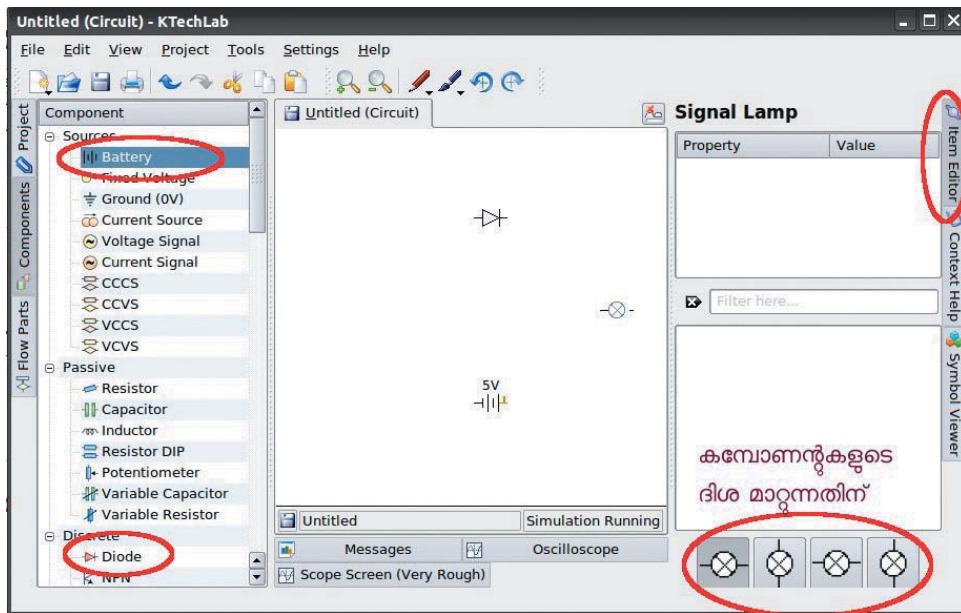 Untitled (Circuit) - KTechLab
File Edit View Project Tools Settings Help
Project
Components
Flow Parts
Component
Sources
Battery
Fixed Voltage
Ground (0V)
Current Source
Voltage Signal
Current Signal
CCCS
CCVS
VCCS
VCVS
Passive
Resistor
Capacitor
Inductor
Resistor DIP
Potentiometer
Variable Capacitor
Variable Resistor
Discrete
Diode
NPN
Untitled (Circuit)
5V
Untitled Simulation Running
Messages Oscilloscope
Scope Screen (Very Rough)
Signal Lamp
Property Value
Filter here...
കമ്പോണന്റുകളുടെ
ദിശ മാറ്റുന്നതിന്
Item Editor
Context Help
Symbol Viewer